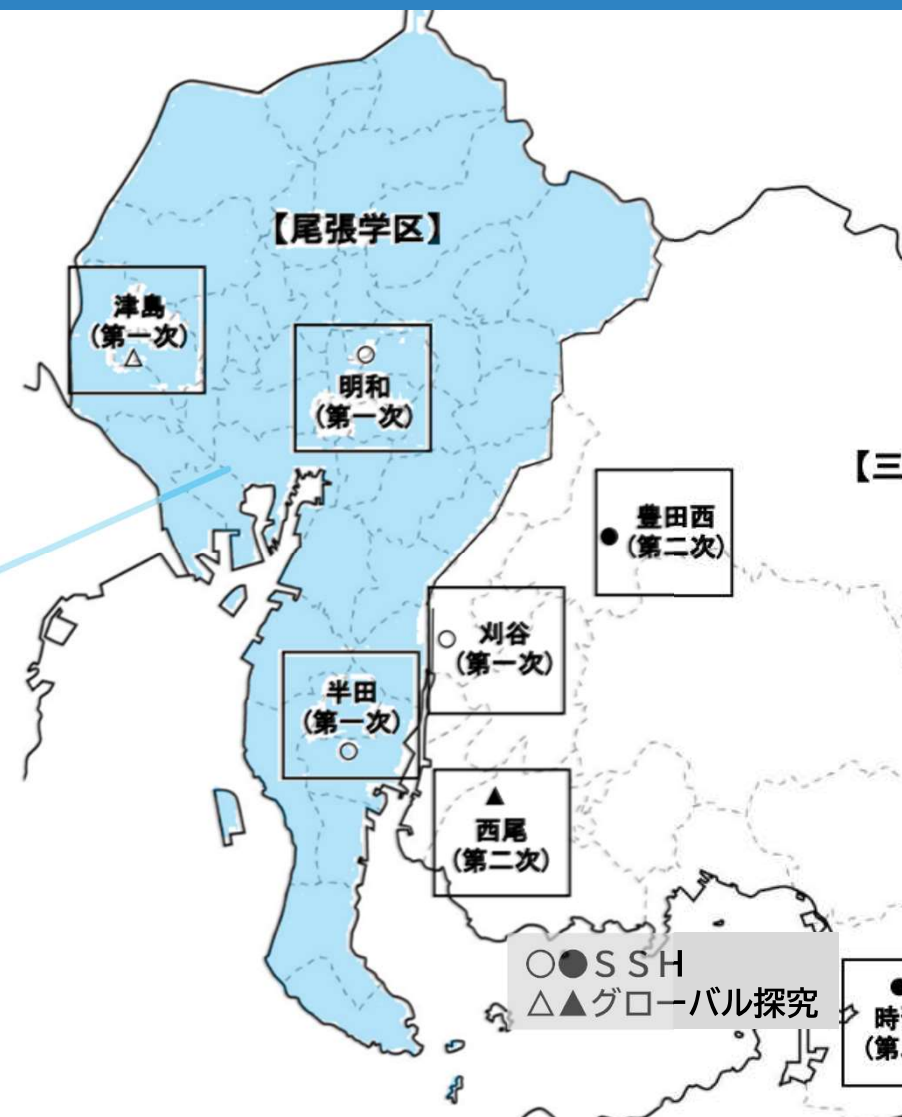 【尾張学区】
津島
(第一次)
△
○
明和
(第一次)
【三
豊田西
●(第二次)
○ 刈谷
(第一次)
半田
(第一次)
○
▲
西尾
(第二次)
○●ＳＳＨ
△▲グローバル探究
●
時
(第